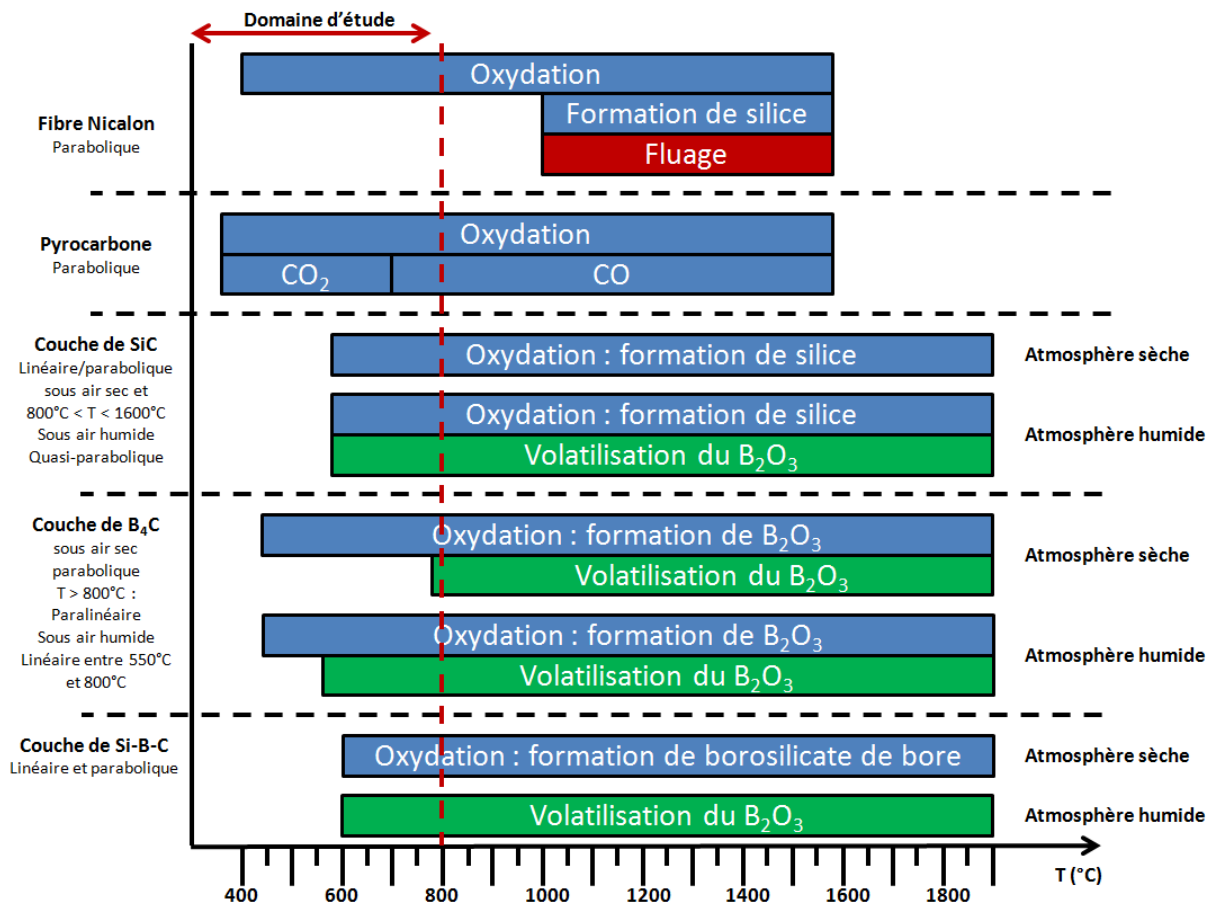 Domaine d'étude
Fibre Nicalon
Parabolique
Oxydation
Formation de silice
Fluage
Pyrocarbone
Parabolique
Oxydation
CO₂
CO
Couche de SiC
Linéaire/parabolique
sous air sec et
800°C < T < 1600°C
Sous air humide
Quasi-parabolique
Oxydation : formation de silice
Atmosphère sèche
Oxydation : formation de silice
Volatilisation du B₂O₃
Atmosphère humide
Couche de B₄C
sous air sec
parabolique
T > 800°C :
Paralinéaire
Sous air humide
Linéaire entre 550°C
et 800°C
Oxydation : formation de B₂O₃
Volatilisation du B₂O₃
Atmosphère sèche
Oxydation : formation de B₂O₃
Volatilisation du B₂O₃
Atmosphère humide
Couche de Si-B-C
Linéaire et parabolique
Oxydation : formation de borosilicate de bore
Atmosphère sèche
Volatilisation du B₂O₃
Atmosphère humide
400 600 800 1000 1200 1400 1600 1800
T (°C)